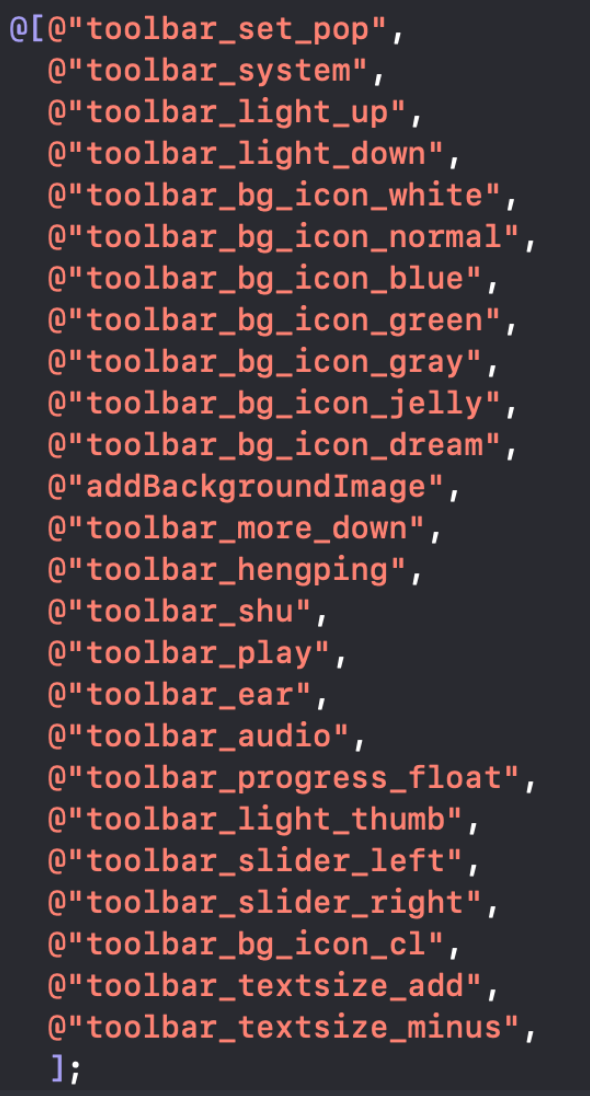 @[@"toolbar_set_pop",
@"toolbar_system",
@"toolbar_light_up",
@"toolbar_light_down",
@"toolbar_bg_icon_white",
@"toolbar_bg_icon_normal",
@"toolbar_bg_icon_blue",
@"toolbar_bg_icon_green",
@"toolbar_bg_icon_gray",
@"toolbar_bg_icon_jelly",
@"toolbar_bg_icon_dream",
@"addBackgroundImage",
@"toolbar_more_down",
@"toolbar_hengping",
@"toolbar_shu",
@"toolbar_play",
@"toolbar_ear",
@"toolbar_audio",
@"toolbar_progress_float",
@"toolbar_light_thumb",
@"toolbar_slider_left",
@"toolbar_slider_right",
@"toolbar_bg_icon_cl",
@"toolbar_textsize_add",
@"toolbar_textsize_minus",
];